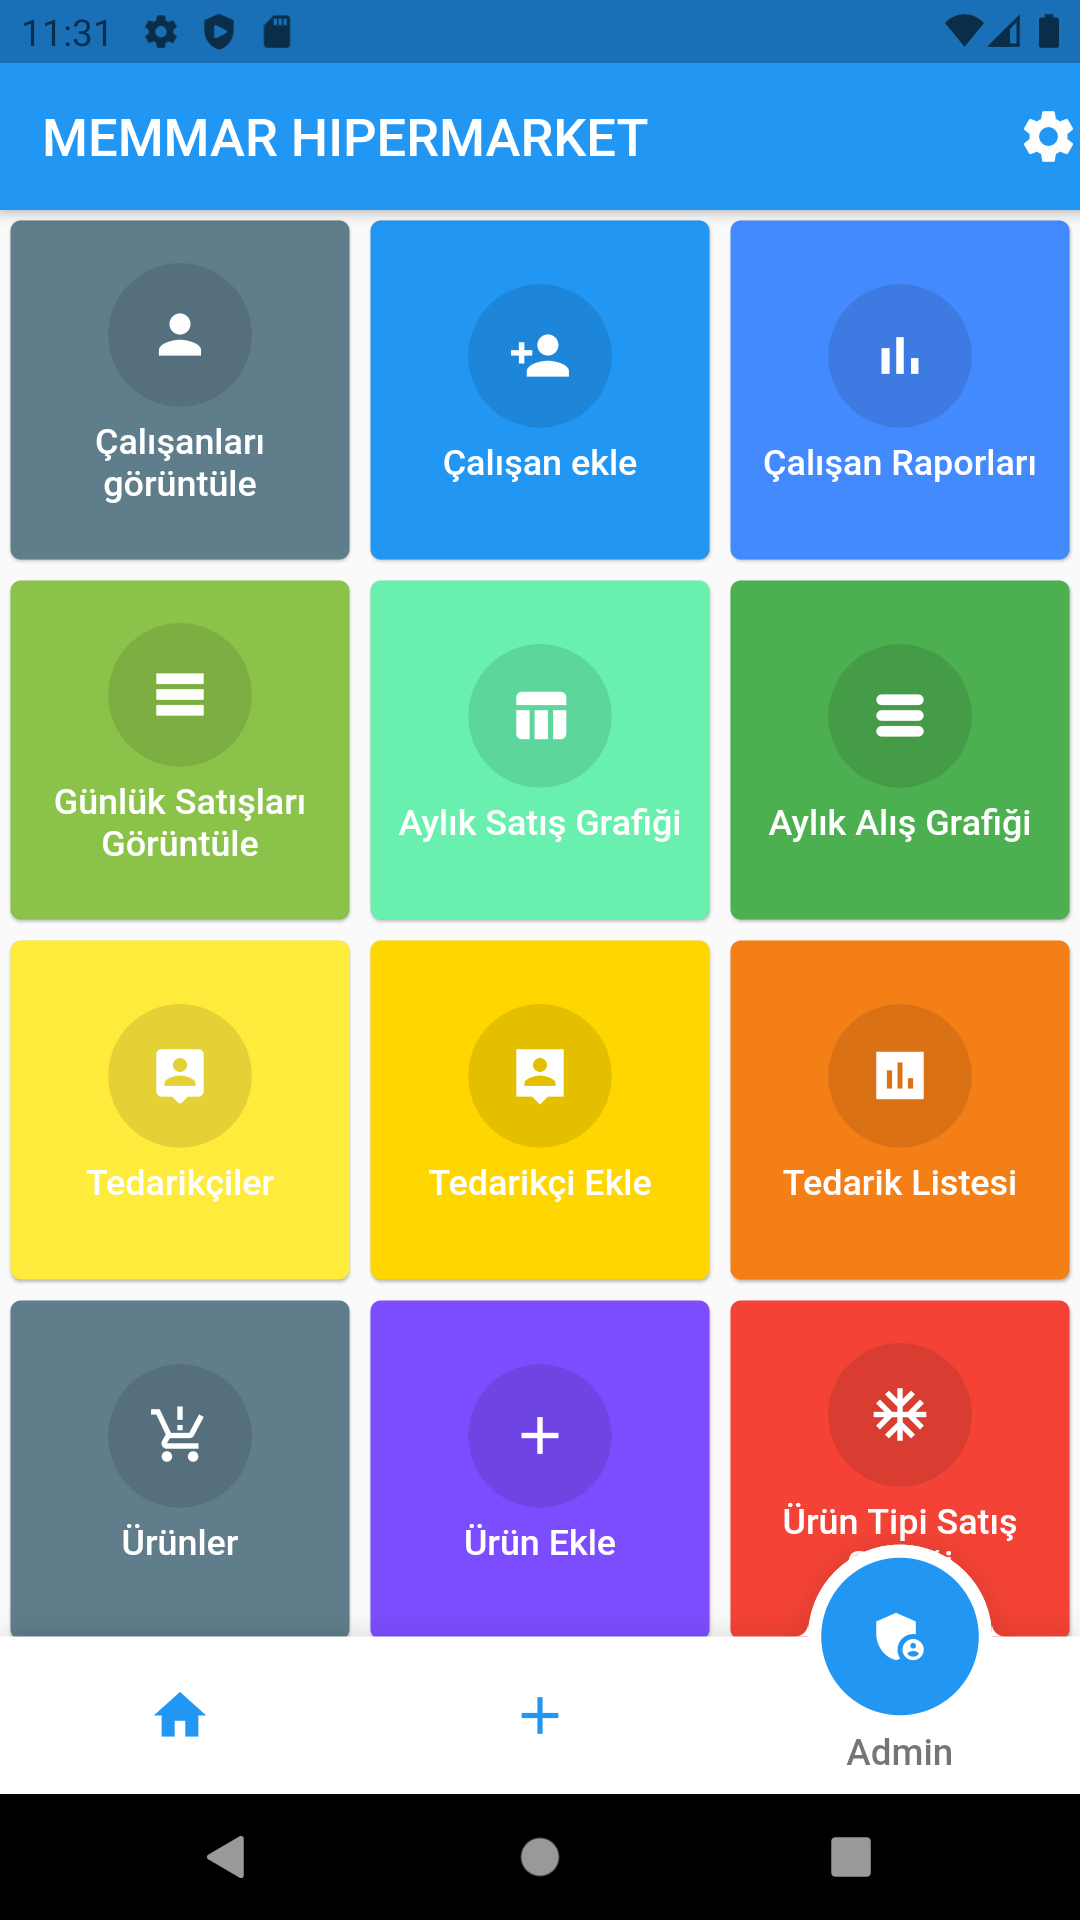 11:31
MEMMAR HIPERMARKET
Çalışanları
görüntüle
Çalışan ekle
Çalışan Raporları
Günlük Satışları
Görüntüle
Aylık Satış Grafiği
Aylık Alış Grafiği
Tedarikçiler
Tedarikçi Ekle
Tedarik Listesi
Ürünler
Ürün Ekle
Ürün Tipi Satış
Admin